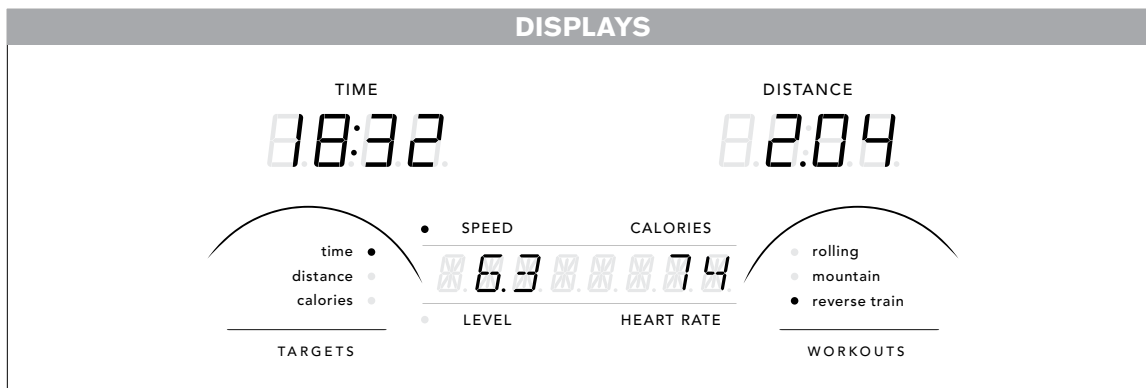 DISPLAYS
TIME
DISTANCE
18:32
2.04
SPEED
CALORIES
6.3
74
LEVEL
HEART RATE
time
distance
calories
TARGETS
rolling
mountain
reverse train
WORKOUTS